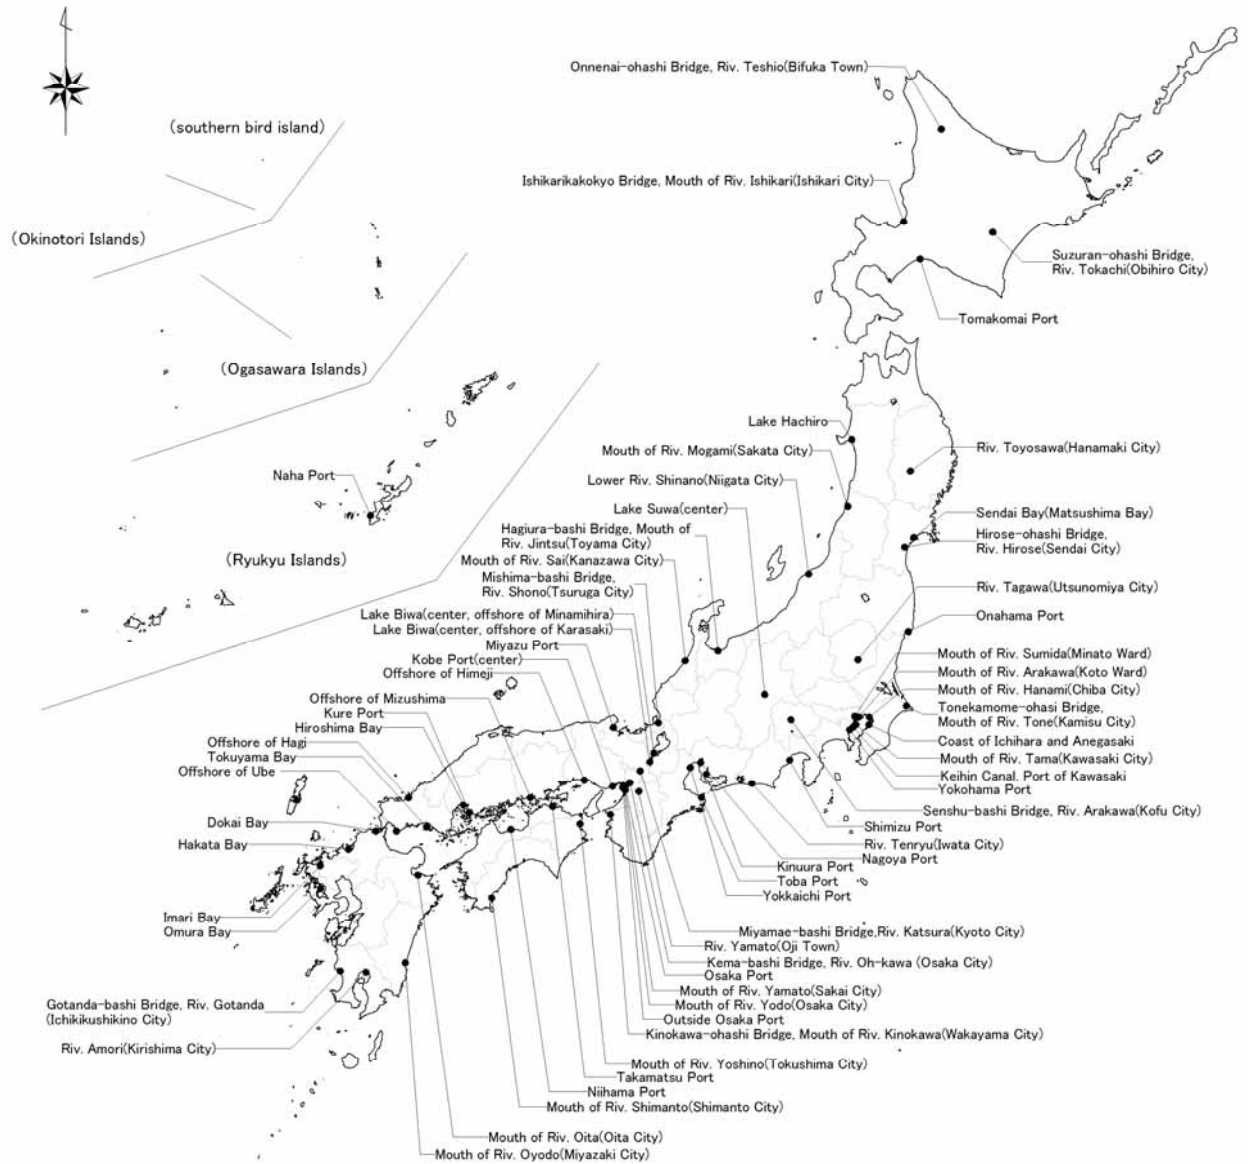 Onnenai-ohashi Bridge, Riv. Teshio(Bifuka Town)
(southern bird island)
Ishikarikakokyo Bridge, Mouth of Riv. Ishikari(Ishikari City)
(Okinotori Islands)
Suzuran-ohashi Bridge,
Riv. Tokachi(Obihiro City)
Tomakomai Port
(Ogasawara Islands)
Lake Hachiro
Mouth of Riv. Mogami(Sakata City)
Riv. Toyosawa(Hanamaki City)
Naha Port
Lower Riv. Shinano(Niigata City)
Lake Suwa(center)
Sendai Bay(Matsushima Bay)
Hagiura-bashi Bridge, Mouth of
Riv. Jintsu(Toyama City)
Hirose-ohashi Bridge,
Riv. Hirose(Sendai City)
(Ryukyu Islands)
Mouth of Riv. Sai(Kanazawa City)
Mishima-bashi Bridge,
Riv. Shono(Tsuruga City)
Riv. Tagawa(Utsunomiya City)
Lake Biwa(center, offshore of Minamihira)
Onahama Port
Lake Biwa(center, offshore of Karasaki)
Miyazu Port
Mouth of Riv. Sumida(Minato Ward)
Kobe Port(center)
Mouth of Riv. Arakawa(Koto Ward)
Offshore of Himeji
Mouth of Riv. Hanami(Chiba City)
Offshore of Mizushima
Tonekamome-ohasi Bridge,
Mouth of Riv. Tone(Kamisu City)
Kure Port
Hiroshima Bay
Coast of Ichihara and Anegasaki
Offshore of Hagi
Tokuyama Bay
Mouth of Riv. Tama(Kawasaki City)
Offshore of Ube
Keihin Canal. Port of Kawasaki
Yokohama Port
Senshu-bashi Bridge, Riv. Arakawa(Kofu City)
Dokai Bay
Shimizu Port
Hakata Bay
Riv. Tenryu(Iwata City)
Nagoya Port
Kinuura Port
Toba Port
Yokkaichi Port
Imari Bay
Omura Bay
Miyamae-bashi Bridge,Riv. Katsura(Kyoto City)
Riv. Yamato(Oji Town)
Kema-bashi Bridge, Riv. Oh-kawa (Osaka City)
Osaka Port
Mouth of Riv. Yamato(Sakai City)
Gotanda-bashi Bridge, Riv. Gotanda
(Ichikikushikino City)
Mouth of Riv. Yodo(Osaka City)
Outside Osaka Port
Kinokawa-ohashi Bridge, Mouth of Riv. Kinokawa(Wakayama City)
Riv. Amori(Kirishima City)
Mouth of Riv. Yoshino(Tokushima City)
Takamatsu Port
Niihama Port
Mouth of Riv. Shimanto(Shimanto City)
Mouth of Riv. Oita(Oita City)
Mouth of Riv. Oyodo(Miyazaki City)